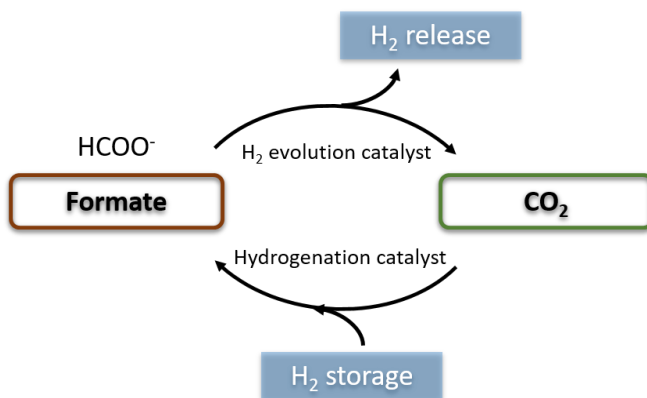 H₂ release
HCOO⁻
H₂ evolution catalyst
Formate
CO₂
Hydrogenation catalyst
H₂ storage